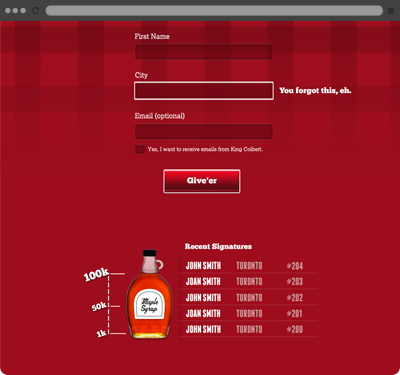 First Name
City
You forgot this, eh.
Email (optional)
Yes, I want to receive emails from King Colbert.
Give'er
Recent Signatures
JOHN SMITH TORONTO #204
JOAN SMITH TORONTO #203
JOHN SMITH TORONTO #202
JOAN SMITH TORONTO #201
JOHN SMITH TORONTO #200
100k
50k
1k
Maple
Syrup